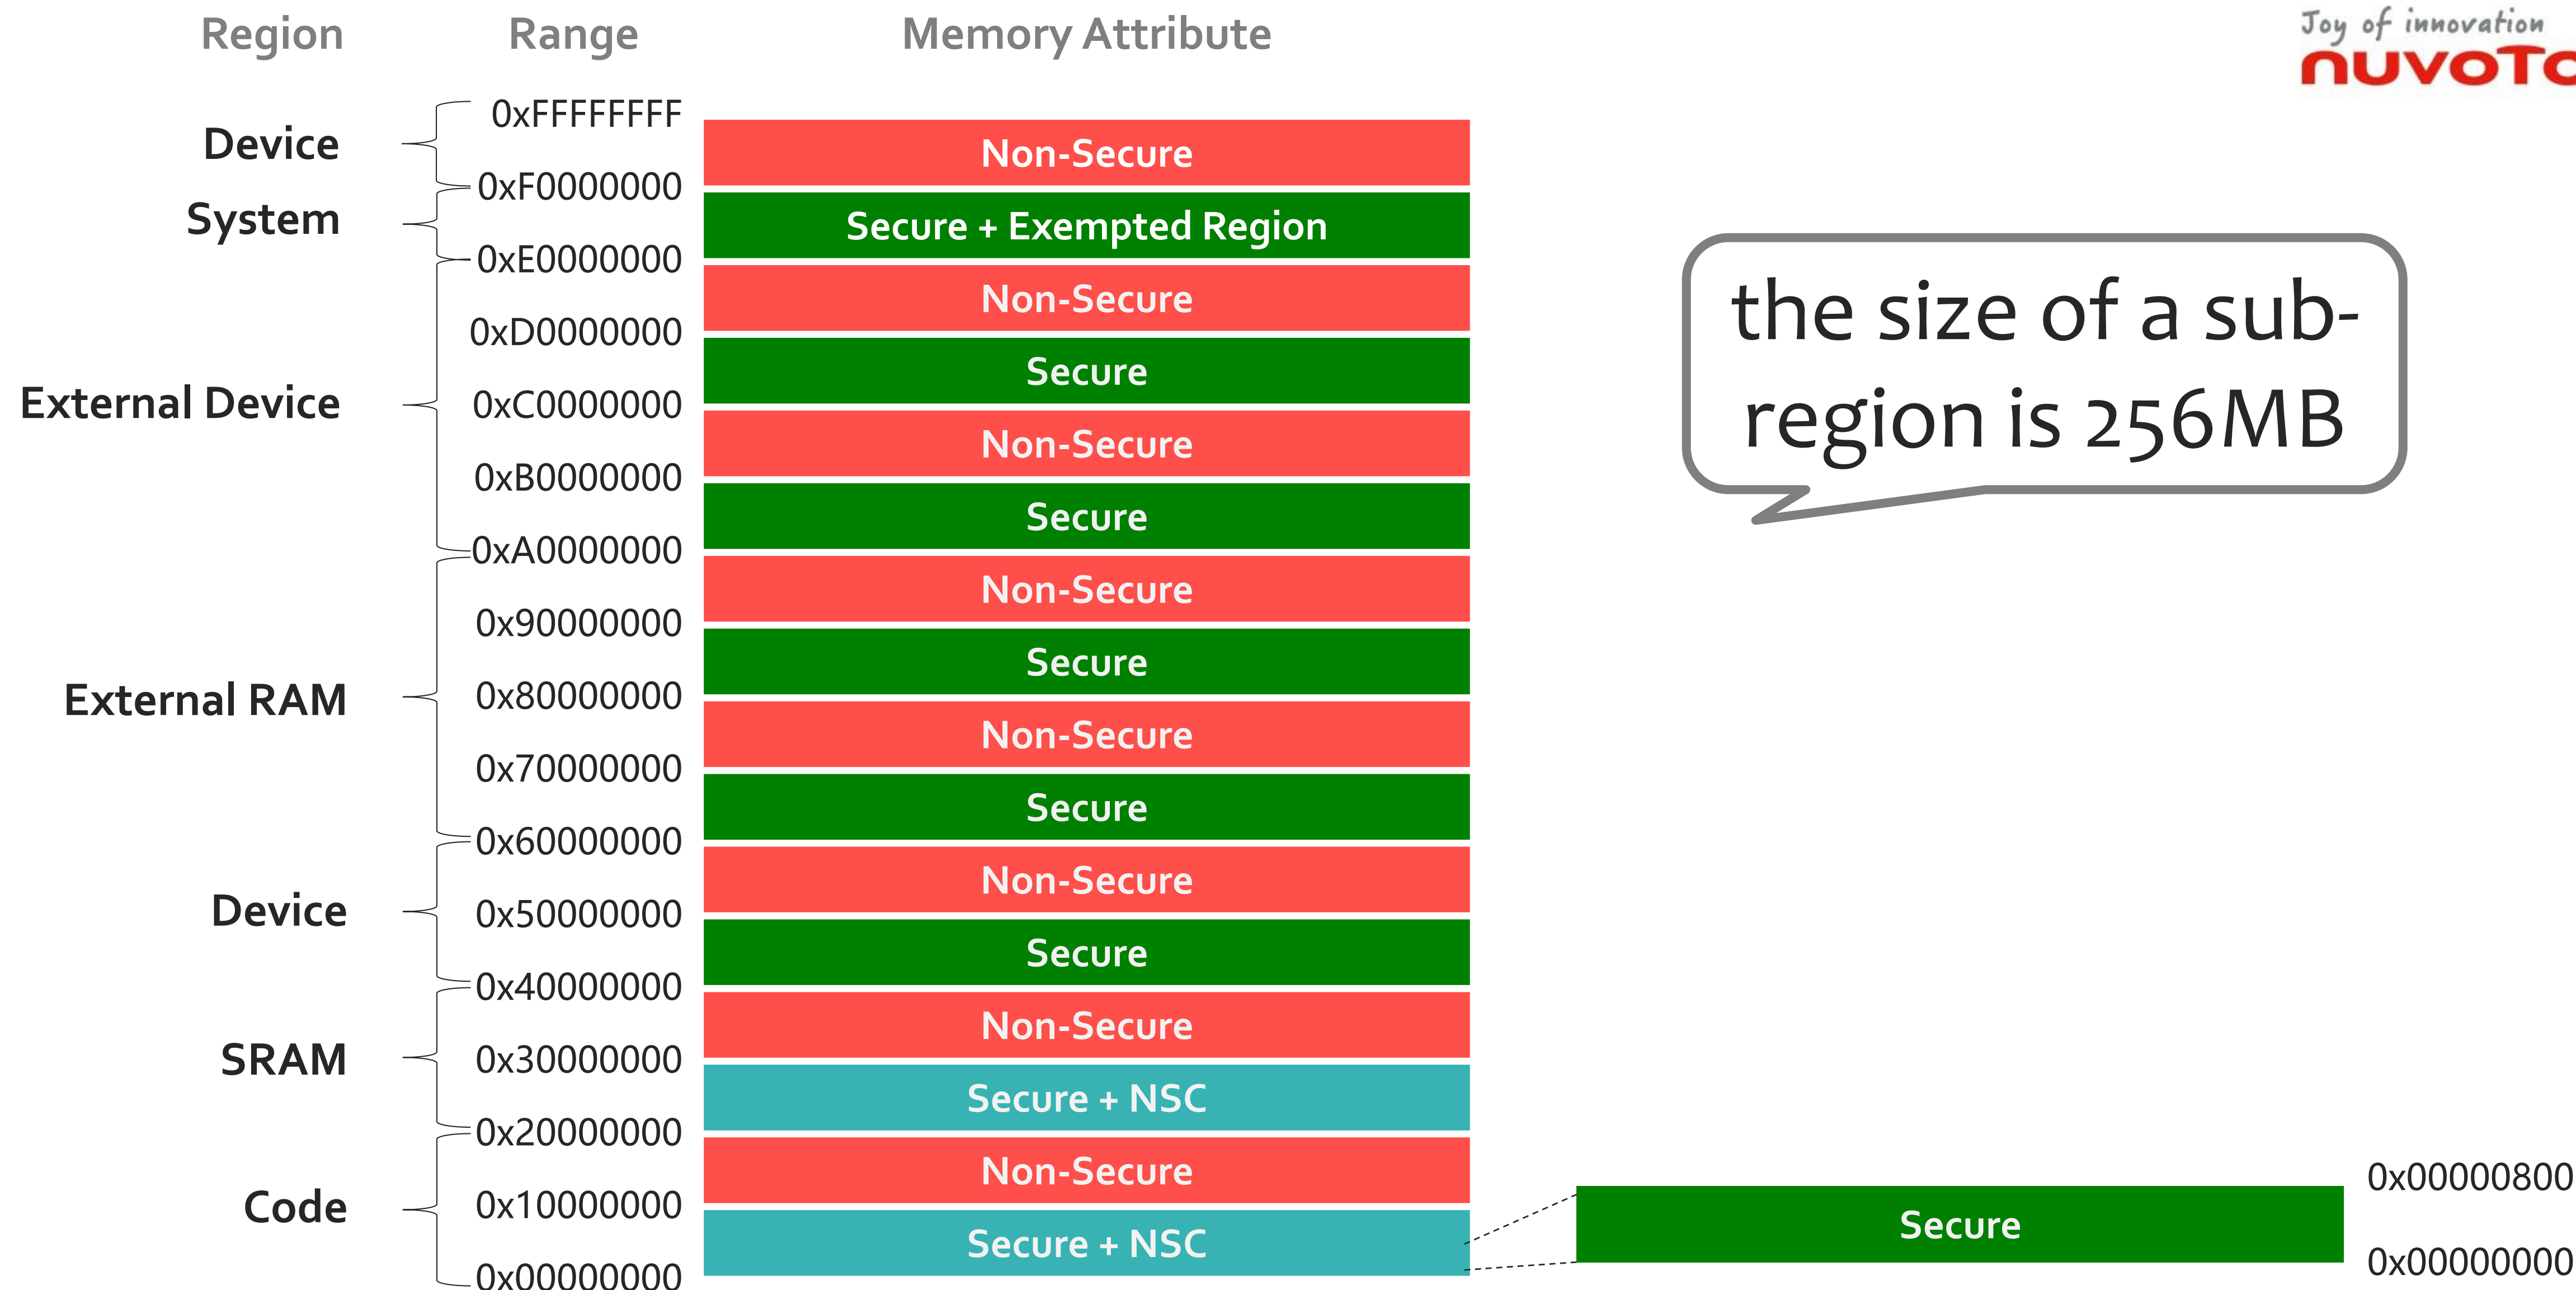 Region Range Memory Attribute
Joy of innovation
nuvoTo
0xFFFFFFFF
Device Non-Secure
0xF0000000
System Secure + Exempted Region
0xE0000000
Non-Secure
0xD0000000
Secure
External Device 0xC0000000
Non-Secure
0xB0000000
Secure
0xA0000000
Non-Secure
0x90000000
Secure
External RAM 0x80000000
Non-Secure
0x70000000
Secure
0x60000000
Non-Secure
Device 0x50000000
Secure
0x40000000
Non-Secure
SRAM 0x30000000
Secure + NSC
0x20000000
Non-Secure
Code 0x10000000
Secure + NSC
0x00000000
the size of a sub-
region is 256MB
0x00000800
Secure
0x00000000